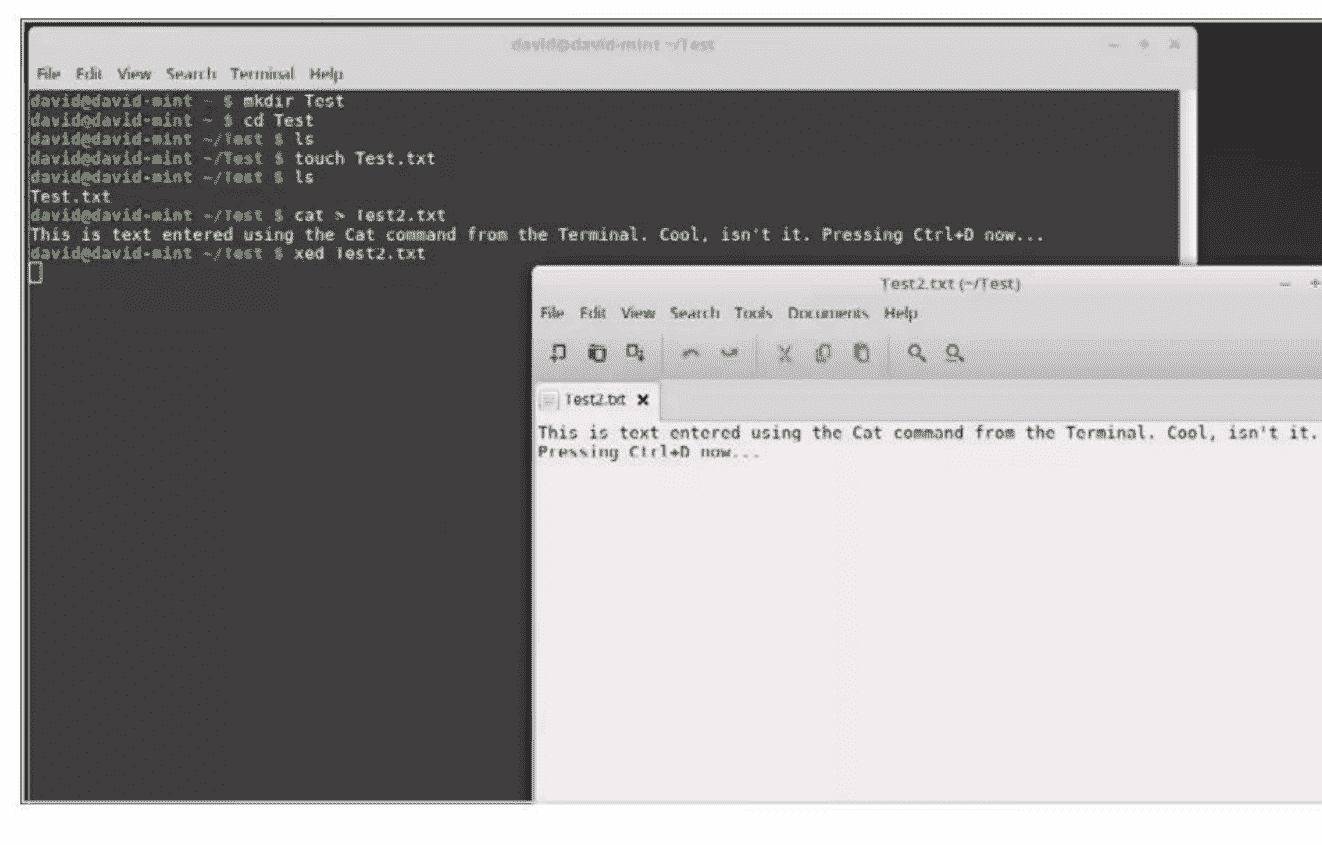 david@david-mint ~/Test
File Edit View Search Terminal Help
david@david-mint ~ $ mkdir Test
david@david-mint ~ $ cd Test
david@david-mint ~/Test $ ls
david@david-mint ~/Test $ touch Test.txt
david@david-mint ~/Test $ ls
Test.txt
david@david-mint ~/Test $ cat > Test2.txt
This is text entered using the Cat command from the Terminal. Cool, isn't it. Pressing Ctrl+D now...
david@david-mint ~/Test $ xed Test2.txt
Test2.txt (~/Test)
File Edit View Search Tools Documents Help
Test2.txt
This is text entered using the Cat command from the Terminal. Cool, isn't it.
Pressing Ctrl+D now...